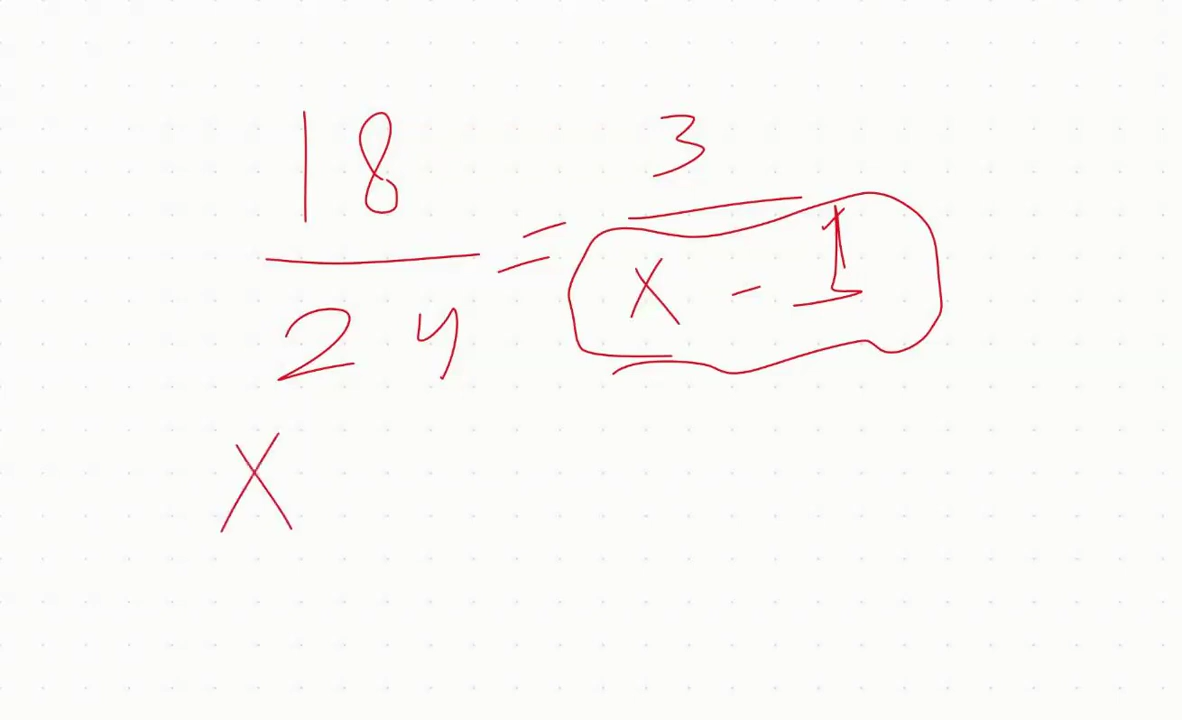 18/24 = 3/(x - 1)
x